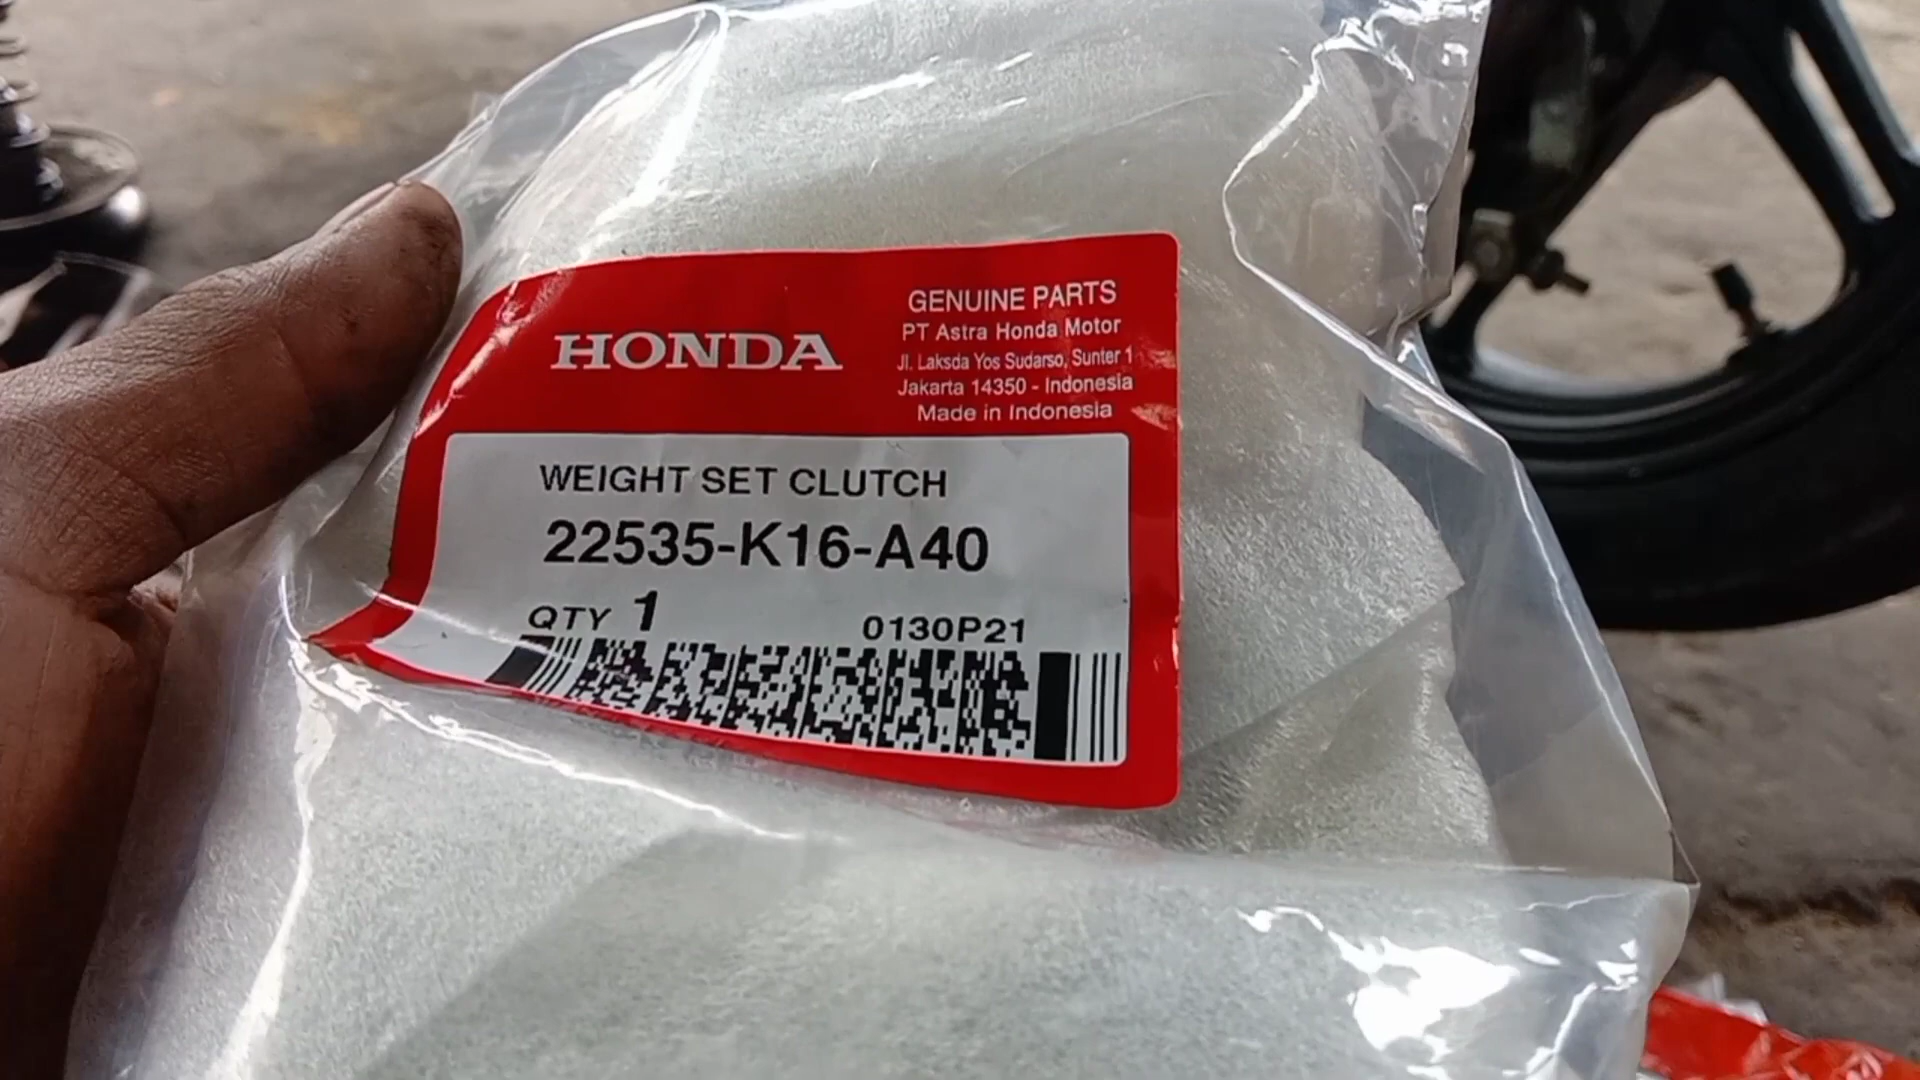 HONDA
GENUINE PARTS
PT Astra Honda Motor
Jl. Laksda Yos Sudarso, Sunter 1
Jakarta 14350 - Indonesia
Made in Indonesia
WEIGHT SET CLUTCH
22535-K16-A40
QTY 1
0130P21